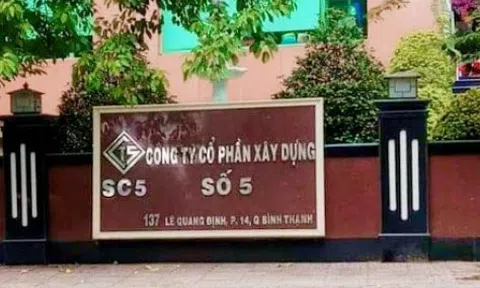 CÔNG TY CỔ PHẦN XÂY DỰNG
SC5 SỐ 5
137 LÊ QUANG ĐỊNH, P. 14, Q BÌNH THẠNH